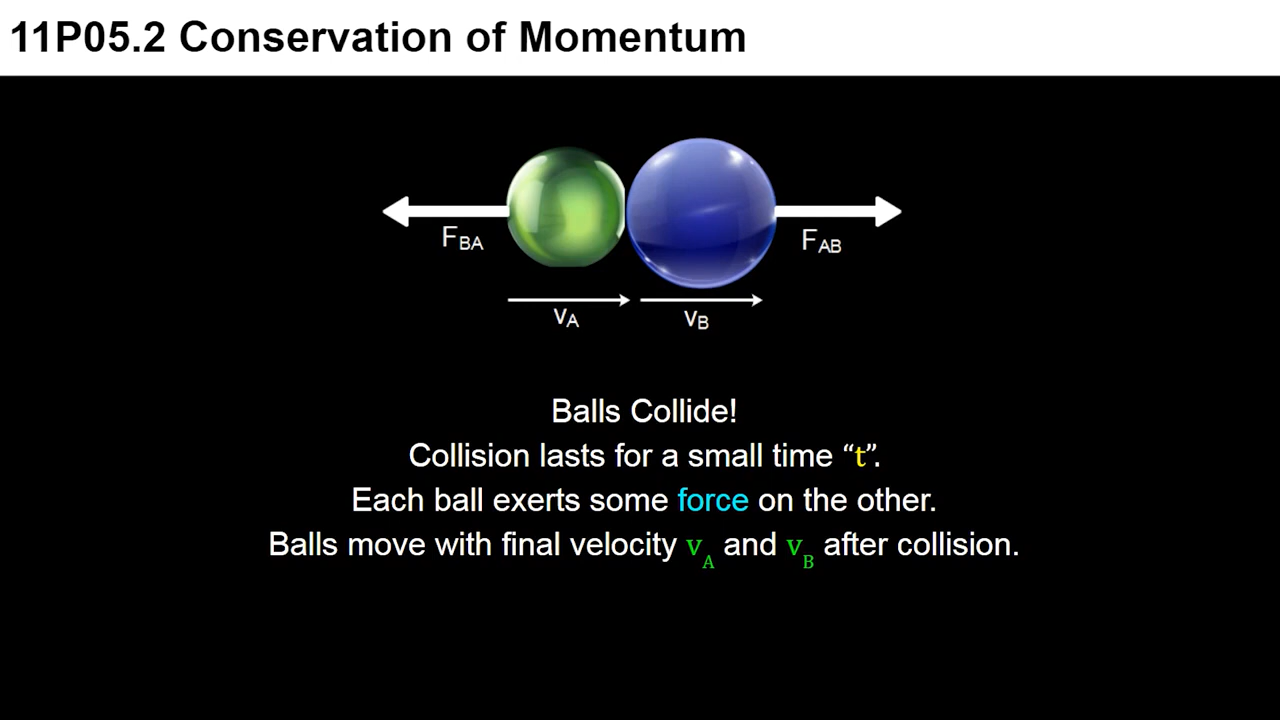 11P05.2 Conservation of Momentum
F_BA
F_AB
v_A
v_B
Balls Collide!
Collision lasts for a small time “t”.
Each ball exerts some force on the other.
Balls move with final velocity v_A and v_B after collision.